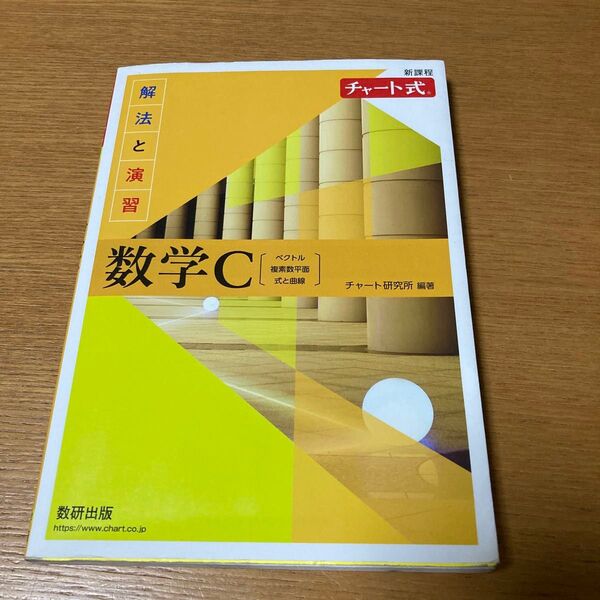 新課程
チャート式®
解法と演習
数学C
ベクトル
複素数平面
式と曲線
チャート研究所 編著
数研出版
https://www.chart.co.jp